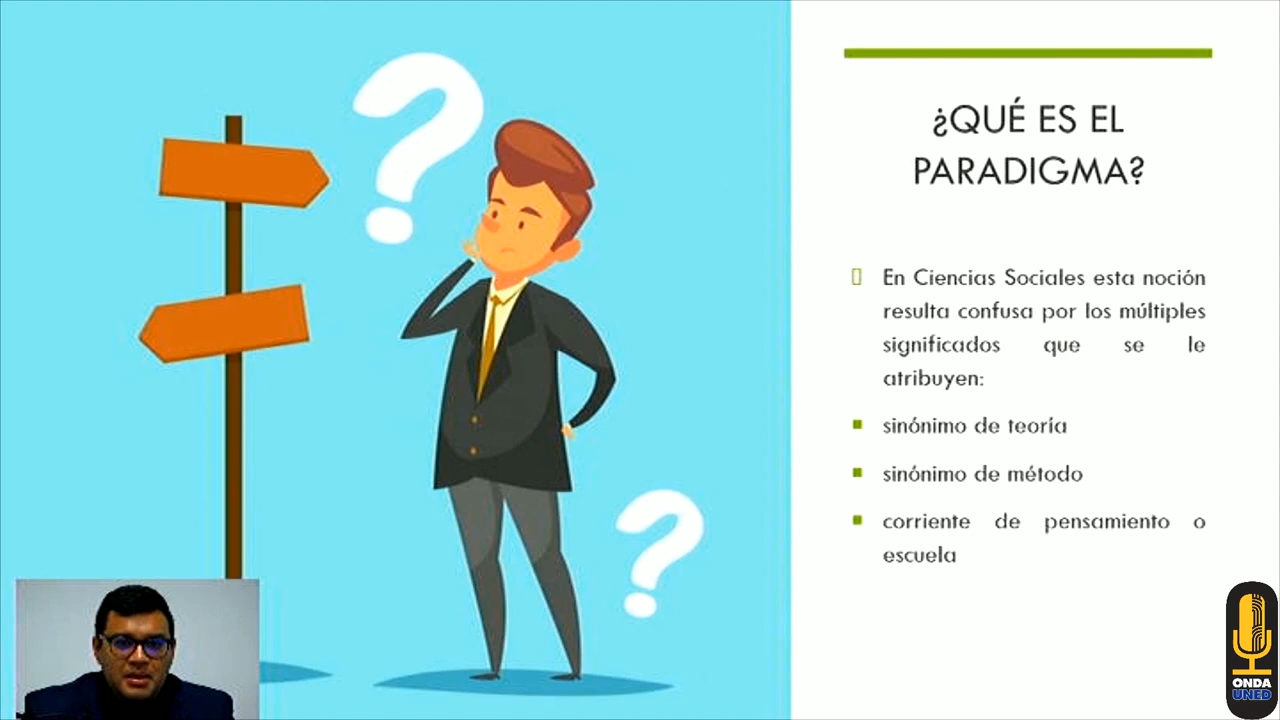 ¿QUÉ ES EL
PARADIGMA?
En Ciencias Sociales esta noción
resulta confusa por los múltiples
significados que se le
atribuyen:
sinónimo de teoría
sinónimo de método
corriente de pensamiento o
escuela
ONDA
UNED